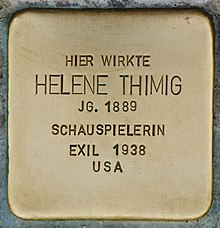 HIER WIRKTE
HELENE THIMIG
JG. 1889
SCHAUSPIELERIN
EXIL 1938
USA